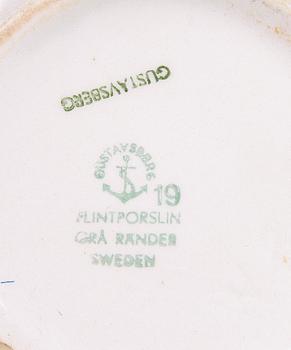 GUSTAVSBERG
GUSTAVSBERG
19
FLINTPORSLIN
GRÅ RÄNDER
SWEDEN